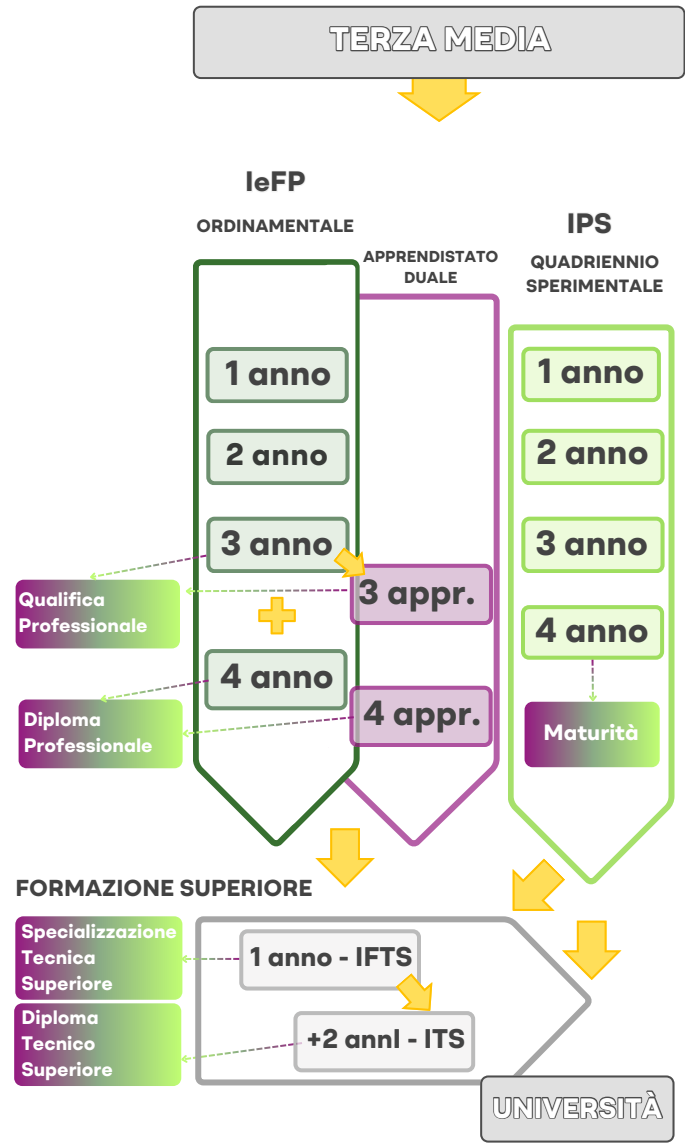 TERZA MEDIA
IeFP
ORDINAMENTALE
APPRENDISTATO
DUALE
IPS
QUADRIENNIO
SPERIMENTALE
1 anno
2 anno
3 anno
3 appr.
4 anno
4 appr.
1 anno
2 anno
3 anno
4 anno
Maturità
Qualifica
Professionale
Diploma
Professionale
FORMAZIONE SUPERIORE
Specializzazione
Tecnica
Superiore
1 anno - IFTS
Diploma
Tecnico
Superiore
+2 annI - ITS
UNIVERSITÀ